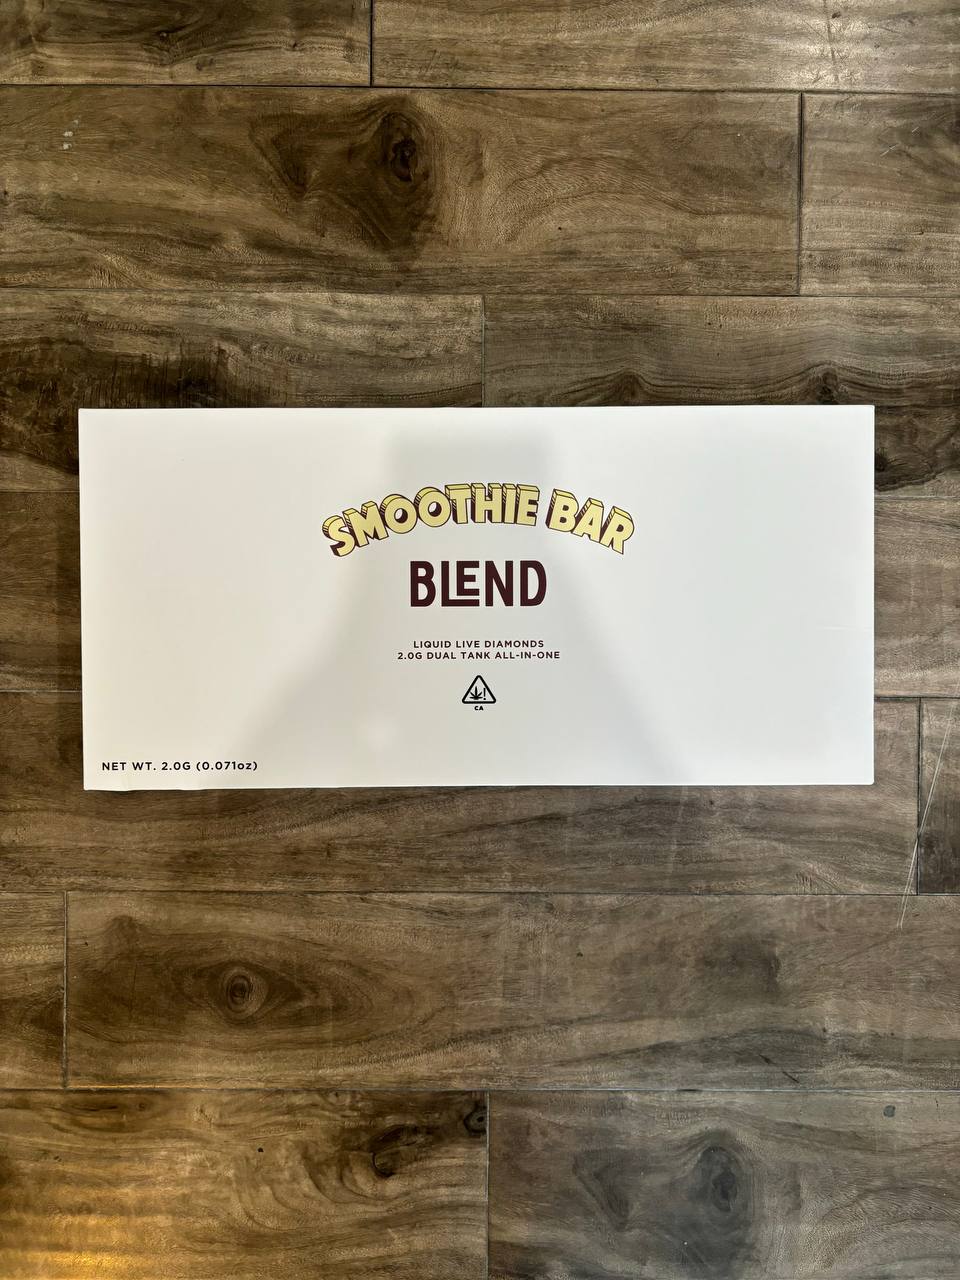 SMOOTHIE BAR
BLEND
LIQUID LIVE DIAMONDS
2.0G DUAL TANK ALL-IN-ONE
!
CA
NET WT. 2.0G (0.071oz)